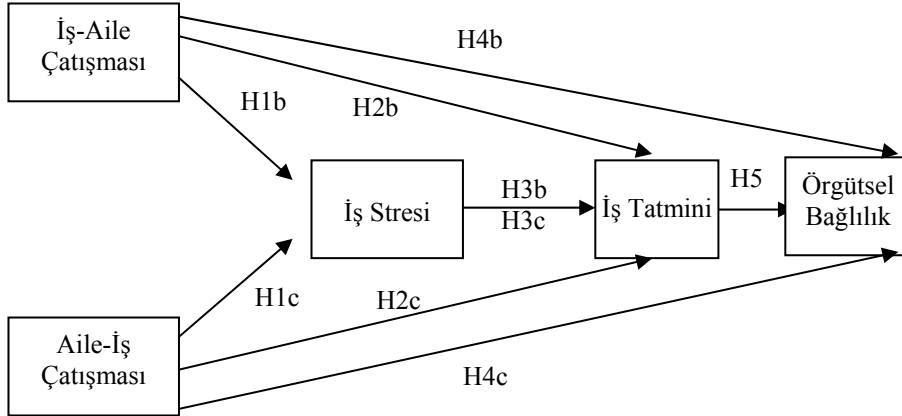 İş-Aile
Çatışması
H4b
H1b
H2b
İş Stresi
H3b
H3c
İş Tatmini
H5
Örgütsel
Bağlılık
H1c
H2c
Aile-İş
Çatışması
H4c